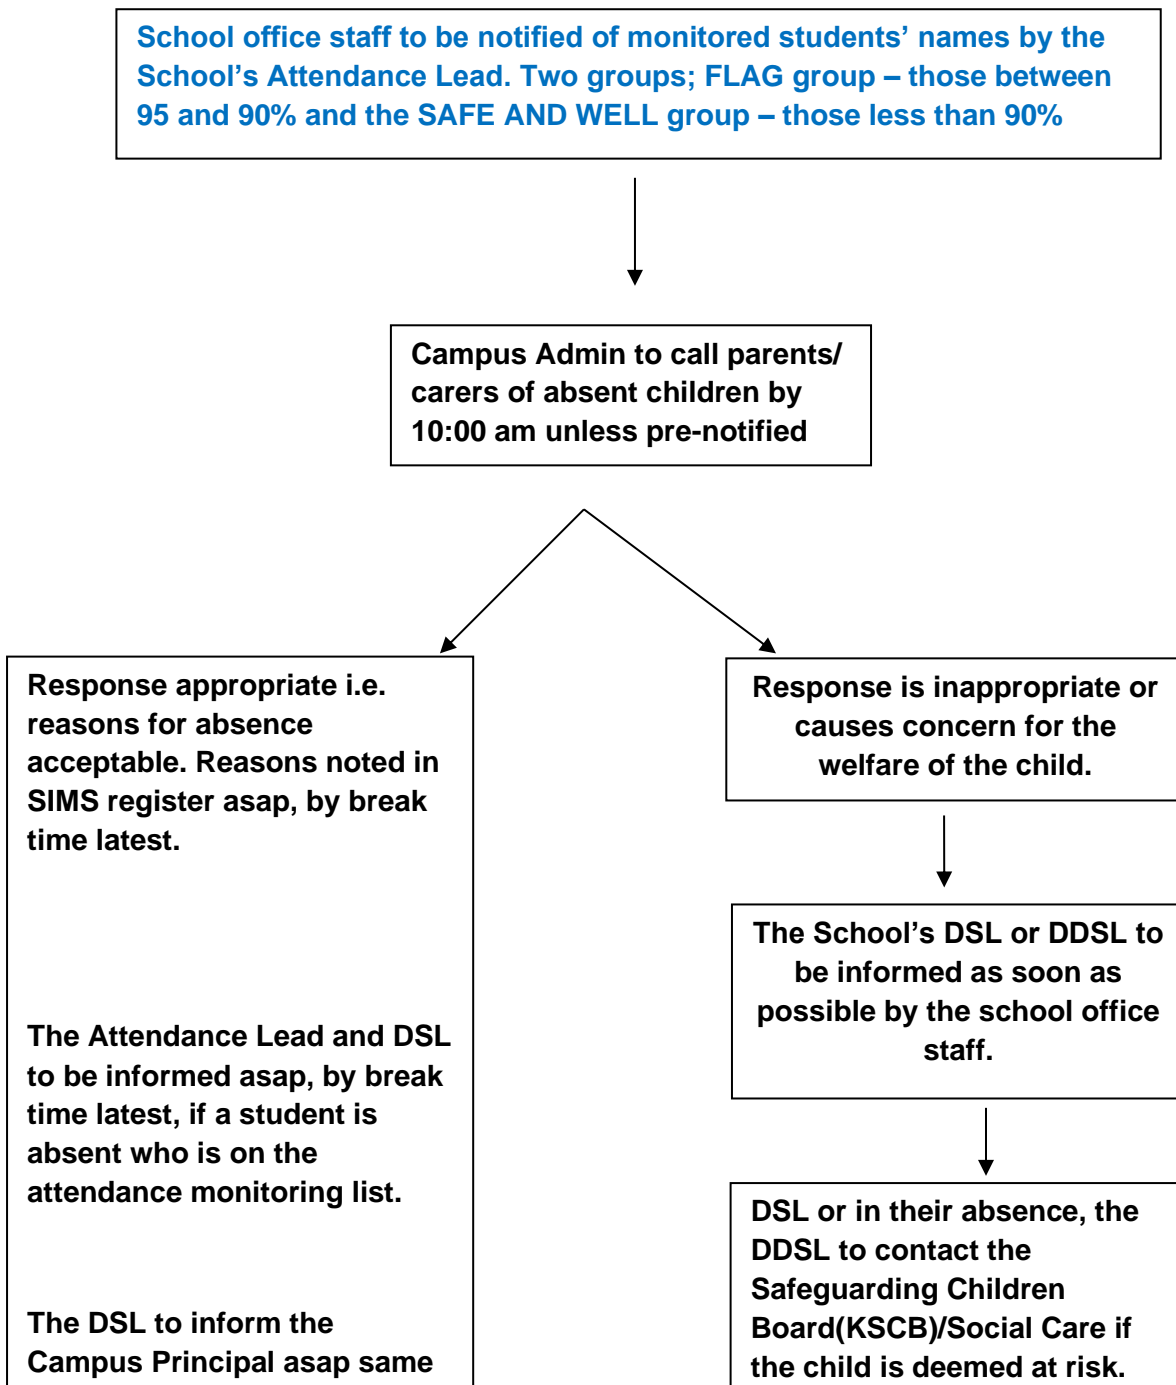 School office staff to be notified of monitored students’ names by the
School’s Attendance Lead. Two groups; FLAG group – those between
95 and 90% and the SAFE AND WELL group – those less than 90%
Campus Admin to call parents/
carers of absent children by
10:00 am unless pre-notified
Response appropriate i.e.
reasons for absence
acceptable. Reasons noted in
SIMS register asap, by break
time latest.
The Attendance Lead and DSL
to be informed asap, by break
time latest, if a student is
absent who is on the
attendance monitoring list.
The DSL to inform the
Campus Principal asap same
Response is inappropriate or
causes concern for the
welfare of the child.
The School’s DSL or DDSL to
be informed as soon as
possible by the school office
staff.
DSL or in their absence, the
DDSL to contact the
Safeguarding Children
Board(KSCB)/Social Care if
the child is deemed at risk.